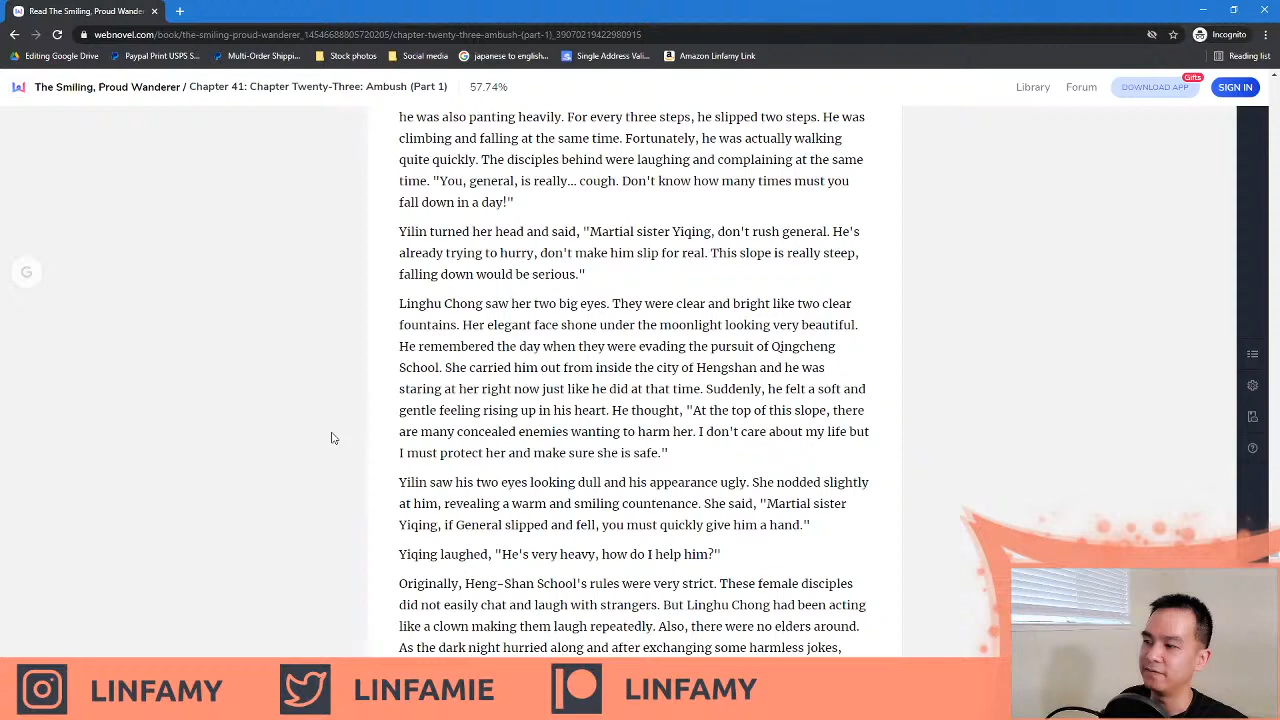 Read The Smiling, Proud Wander
Incognito
webnovel.com/book/the-smiling-proud-wanderer_14546688805720205/chapter-twenty-three-ambush-(part-1)_39070219422980915
Editing Google Drive
Paypal Print USPS S...
Multi-Order Shippi...
Stock photos
Social media
japanese to english...
Single Address Vali...
Amazon Linfamy Link
Reading list
The Smiling, Proud Wanderer / Chapter 41: Chapter Twenty-Three: Ambush (Part 1)
57.74%
Library
Forum
DOWNLOAD APP
Gifts
SIGN IN
he was also panting heavily. For every three steps, he slipped two steps. He was
climbing and falling at the same time. Fortunately, he was actually walking
quite quickly. The disciples behind were laughing and complaining at the same
time. "You, general, is really... cough. Don't know how many times must you
fall down in a day!"
Yilin turned her head and said, "Martial sister Yiqing, don't rush general. He's
already trying to hurry, don't make him slip for real. This slope is really steep,
falling down would be serious."
Linghu Chong saw her two big eyes. They were clear and bright like two clear
fountains. Her elegant face shone under the moonlight looking very beautiful.
He remembered the day when they were evading the pursuit of Qingcheng
School. She carried him out from inside the city of Hengshan and he was
staring at her right now just like he did at that time. Suddenly, he felt a soft and
gentle feeling rising up in his heart. He thought, "At the top of this slope, there
are many concealed enemies wanting to harm her. I don't care about my life but
I must protect her and make sure she is safe."
Yilin saw his two eyes looking dull and his appearance ugly. She nodded slightly
at him, revealing a warm and smiling countenance. She said, "Martial sister
Yiqing, if General slipped and fell, you must quickly give him a hand."
Yiqing laughed, "He's very heavy, how do I help him?"
Originally, Heng-Shan School's rules were very strict. These female disciples
did not easily chat and laugh with strangers. But Linghu Chong had been acting
like a clown making them laugh repeatedly. Also, there were no elders around.
As the dark night hurried along and after exchanging some harmless jokes,
LINFAMY
LINFAMIE
LINFAMY